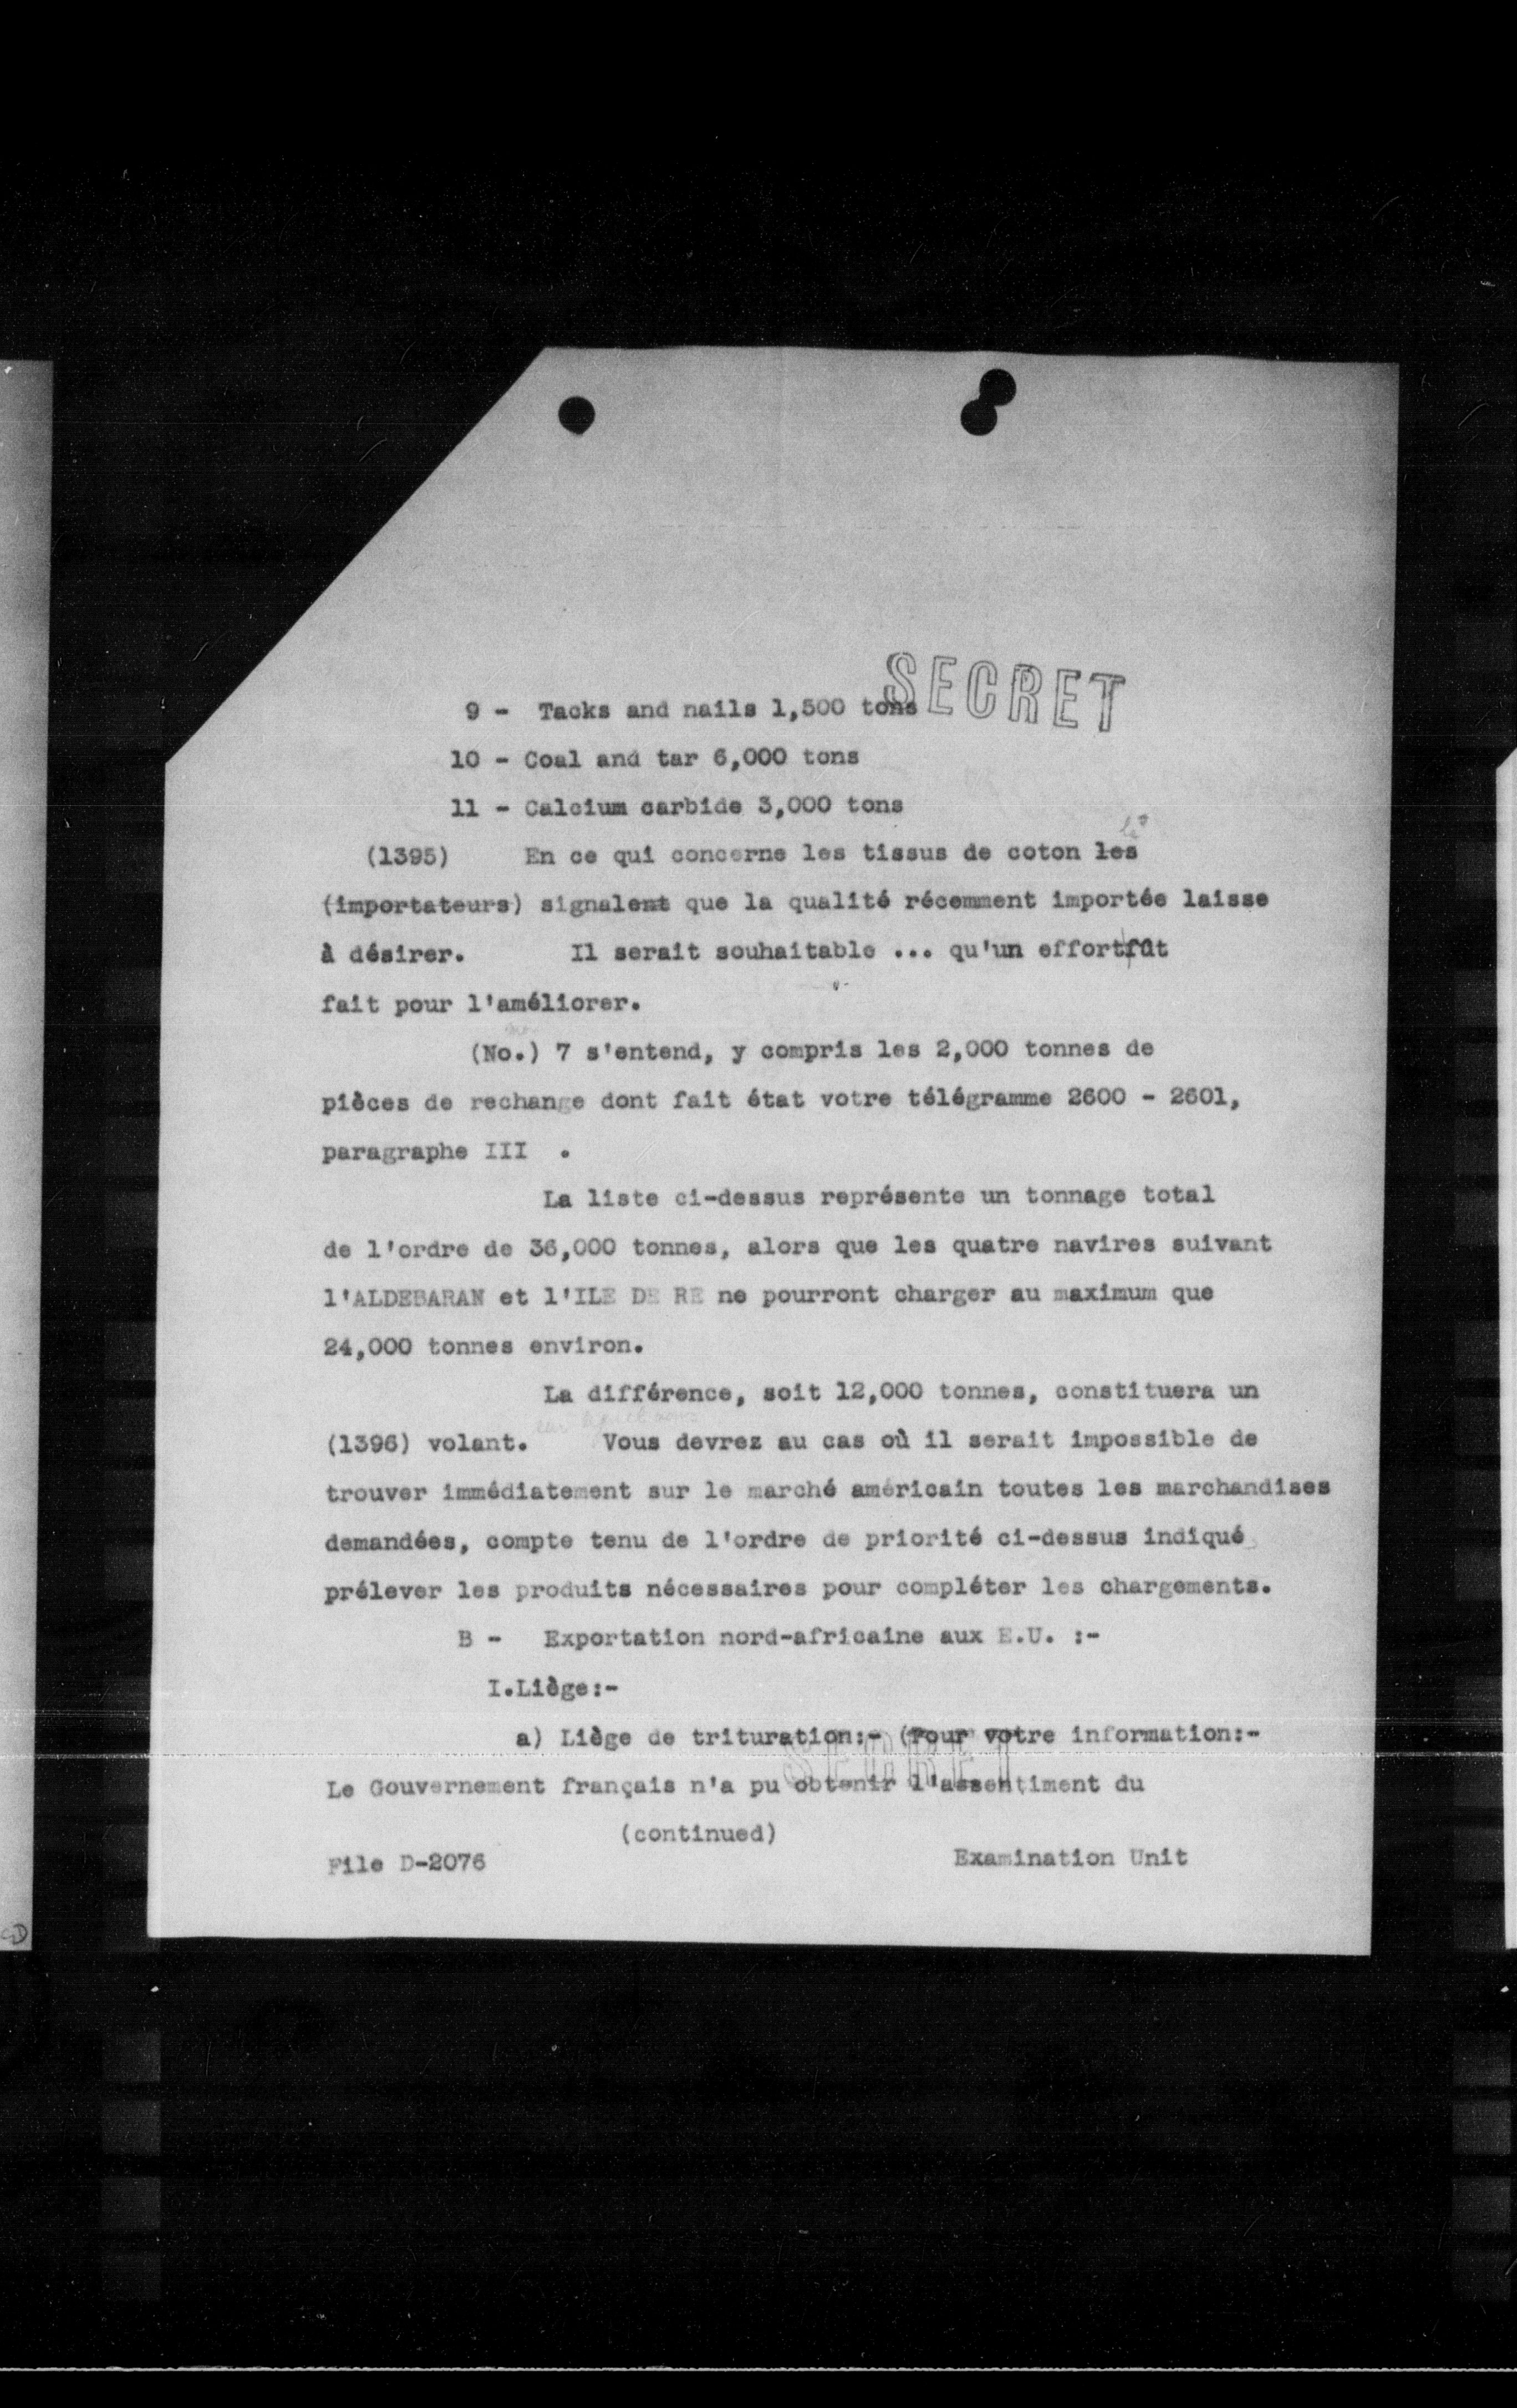 SECRET
9 - Tacks and nails 1,500 tons
10 - Coal and tar 6,000 tons
11 - Calcium carbide 3,000 tons
(1395) En ce qui concerne les tissus de coton les
(importateurs) signalent que la qualité récemment importée laisse
à désirer. Il serait souhaitable ... qu'un effort fût
fait pour l'améliorer.
(No.) 7 s'entend, y compris les 2,000 tonnes de
pièces de rechange dont fait état votre télégramme 2600 - 2601,
paragraphe III .
La liste ci-dessus représente un tonnage total
de l'ordre de 36,000 tonnes, alors que les quatre navires suivant
l'ALDEBARAN et l'ILE DE RE ne pourront charger au maximum que
24,000 tonnes environ.
La différence, soit 12,000 tonnes, constituera un
(1396) volant. Vous devrez au cas où il serait impossible de
trouver immédiatement sur le marché américain toutes les marchandises
demandées, compte tenu de l'ordre de priorité ci-dessus indiqué
prélever les produits nécessaires pour compléter les chargements.
B - Exportation nord-africaine aux E.U. :-
I.Liège:-
a) Liège de trituration:- (Pour votre information:-
SECRET
Le Gouvernement français n'a pu obtenir l'assentiment du
(continued)
File D-2076 Examination Unit